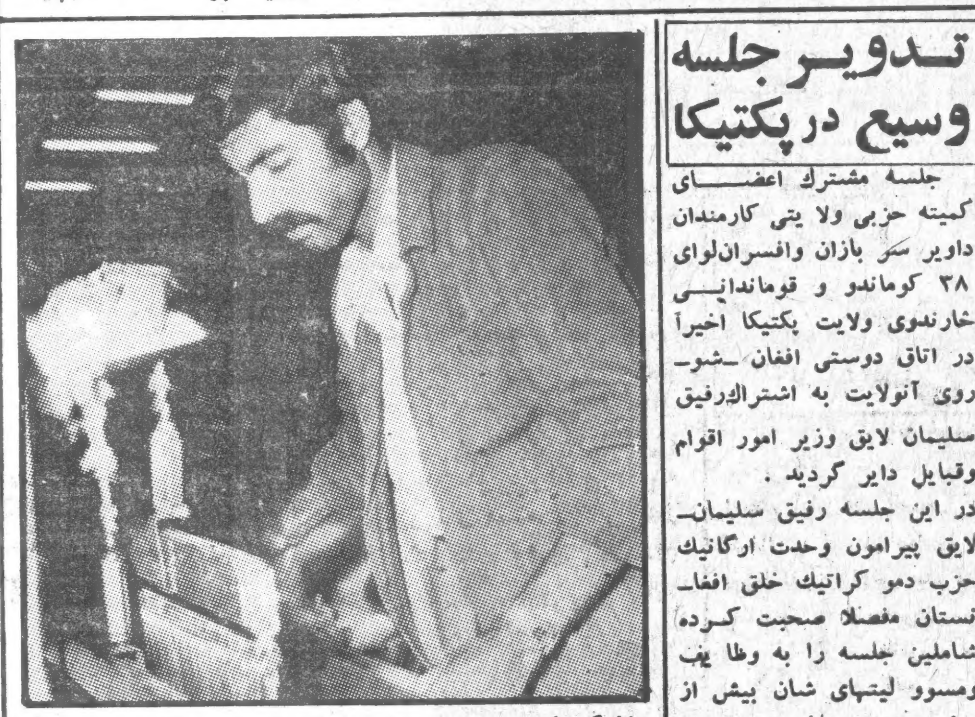 تدویر جلسه
وسیع در پکتیکا
جلسه مشترك اعضای
کمیته حزبی ولا یتی کارمندان
داویر سر بازان وافسران لوای
۳۸ کوماندو و قوماندانی
څارندوی ولایت پکتیکا اخیرآ
در اتاق دوستی افغان ـشو
روی آنولایت به اشتراك رفیق
سلیمان لایق وزیر امور اقوام
وقبایل دایر گردید .
در این جلسه رفیق سلیمان
لایق پیرامون وحدت ارگانیك
حزب دمو کراتیك خلق افغا
نستان مفصلا صحبت کرده
شاملین جلسه را به وظا یف
ومسوو لیتهای شان بیش از